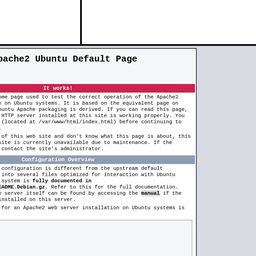 pache2 Ubuntu Default Page
It works!
ome page used to test the correct operation of the Apache2
n on Ubuntu systems. It is based on the equivalent page on
buntu Apache packaging is derived. If you can read this page,
HTTP server installed at this site is working properly. You
(located at /var/www/html/index.html) before continuing to
of this web site and don't know what this page is about, this
site is currently unavailable due to maintenance. If the
contact the site's administrator.
Configuration Overview
configuration is different from the upstream default
into several files optimized for interaction with Ubuntu
system is fully documented in
EADME.Debian.gz. Refer to this for the full documentation.
server itself can be found by accessing the manual if the
installed on this server.
for an Apache2 web server installation on Ubuntu systems is